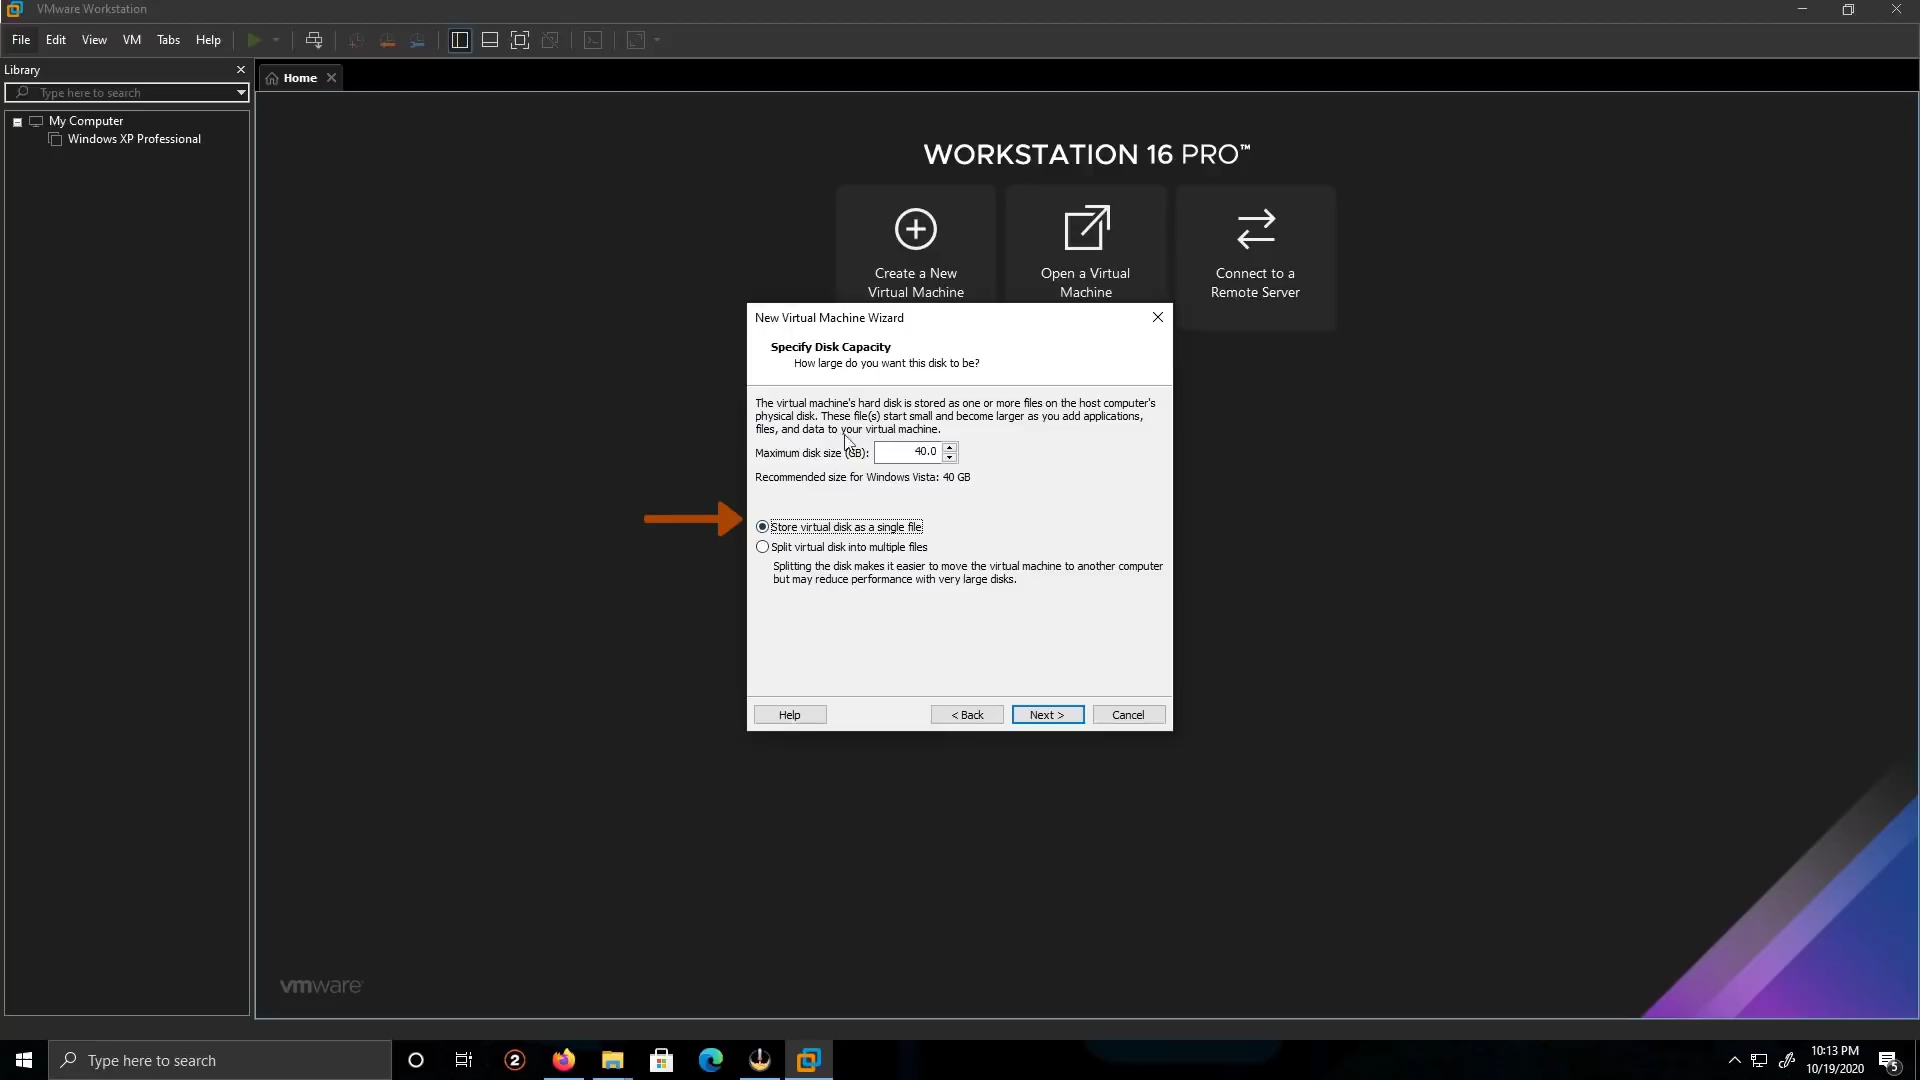 VMware Workstation
File Edit View VM Tabs Help
Library
Home
Type here to search
My Computer
Windows XP Professional
WORKSTATION 16 PRO™
Create a New
Virtual Machine
Open a Virtual
Machine
Connect to a
Remote Server
New Virtual Machine Wizard
Specify Disk Capacity
How large do you want this disk to be?
The virtual machine's hard disk is stored as one or more files on the host computer's
physical disk. These file(s) start small and become larger as you add applications,
files, and data to your virtual machine.
Maximum disk size (GB): 40.0
Recommended size for Windows Vista: 40 GB
Store virtual disk as a single file
Split virtual disk into multiple files
Splitting the disk makes it easier to move the virtual machine to another computer
but may reduce performance with very large disks.
Help < Back Next > Cancel
vmware
Type here to search
2
10:13 PM
10/19/2020
5